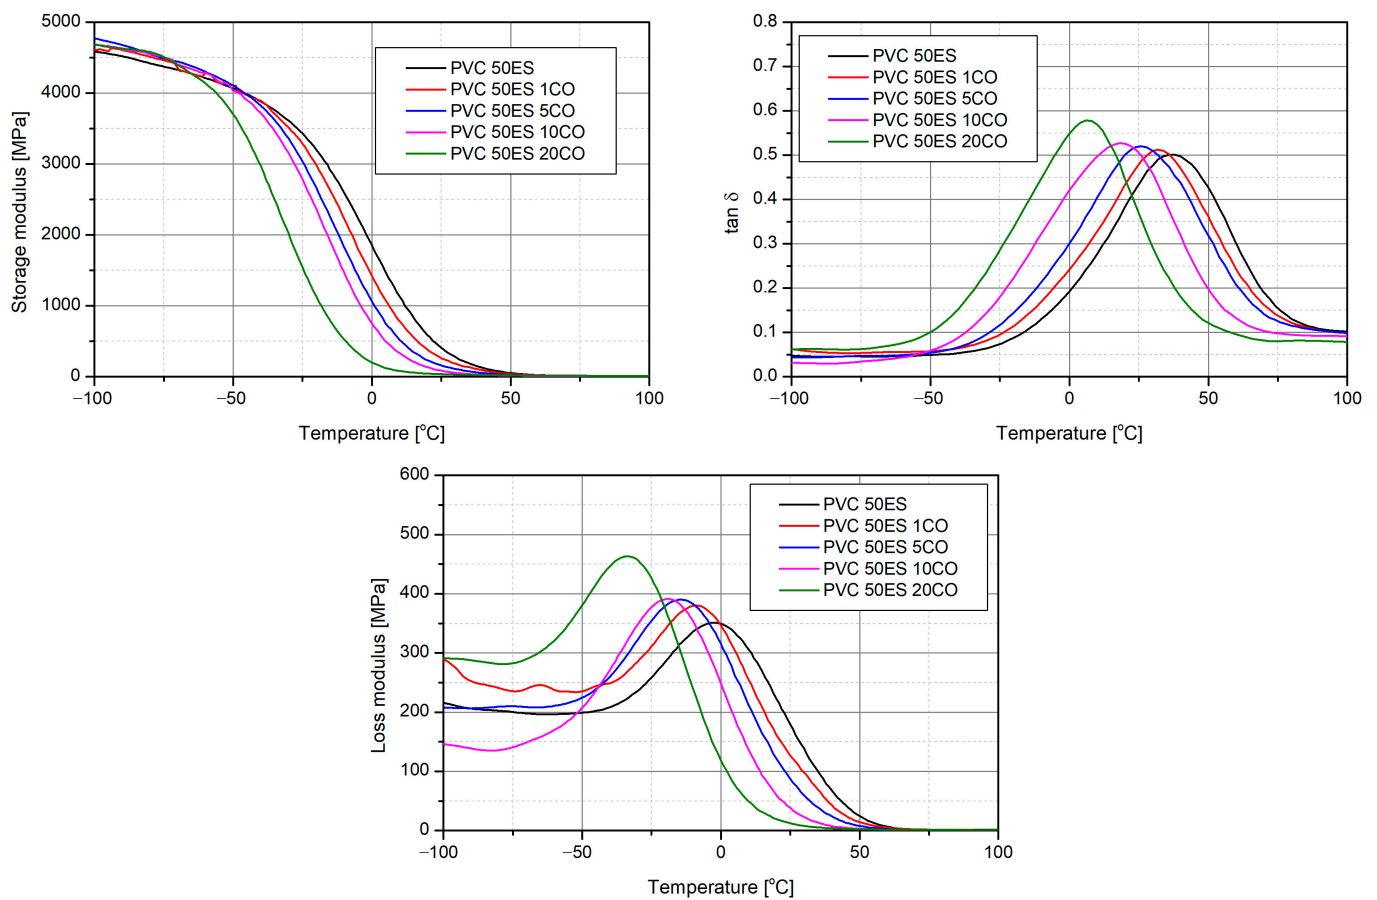 5000
4000
3000
2000
1000
0
Storage modulus [MPa]
PVC 50ES
PVC 50ES 1CO
PVC 50ES 5CO
PVC 50ES 10CO
PVC 50ES 20CO
−100 −50 0 50 100
Temperature [°C]
0.8
0.7
0.6
0.5
0.4
0.3
0.2
0.1
0.0
tan δ
PVC 50ES
PVC 50ES 1CO
PVC 50ES 5CO
PVC 50ES 10CO
PVC 50ES 20CO
−100 −50 0 50 100
Temperature [°C]
600
500
400
300
200
100
0
Loss modulus [MPa]
PVC 50ES
PVC 50ES 1CO
PVC 50ES 5CO
PVC 50ES 10CO
PVC 50ES 20CO
−100 −50 0 50 100
Temperature [°C]